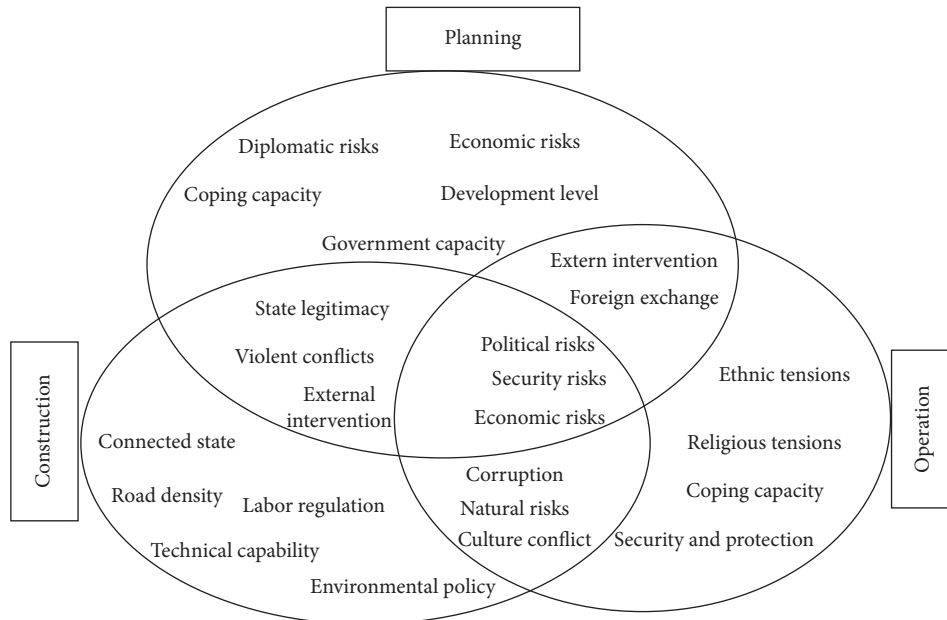 Planning
Diplomatic risks
Economic risks
Coping capacity
Development level
Government capacity
Extern intervention
Foreign exchange
State legitimacy
Violent conflicts
External
intervention
Political risks
Security risks
Economic risks
Ethnic tensions
Construction
Operation
Connected state
Religious tensions
Road density
Labor regulation
Corruption
Natural risks
Culture conflict
Coping capacity
Security and protection
Technical capability
Environmental policy